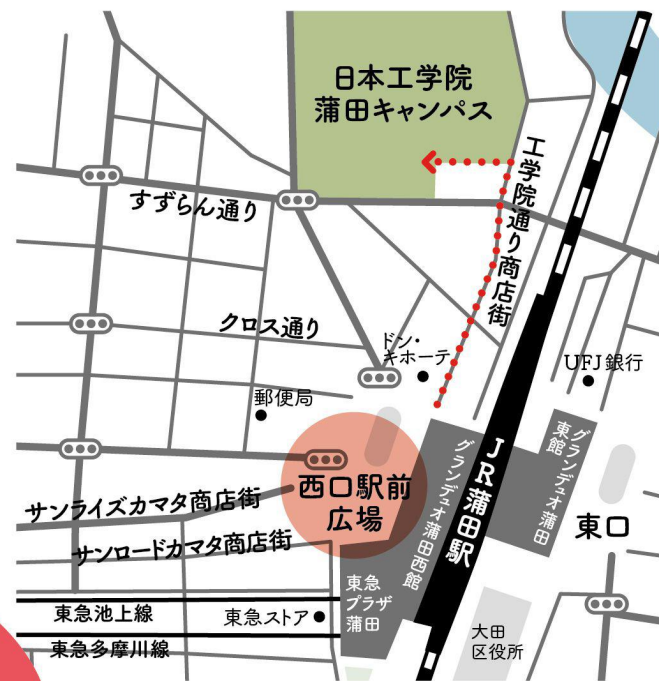 日本工学院
蒲田キャンパス
工学院通り商店街
すずらん通り
クロス通り
ドン・
キホーテ
UFJ銀行
郵便局
グランデュオ蒲田
東館
JR蒲田駅
グランデュオ蒲田西館
西口駅前
広場
東口
サンライズカマタ商店街
サンロードカマタ商店街
東急
プラザ
蒲田
東急池上線
東急ストア
東急多摩川線
大田
区役所